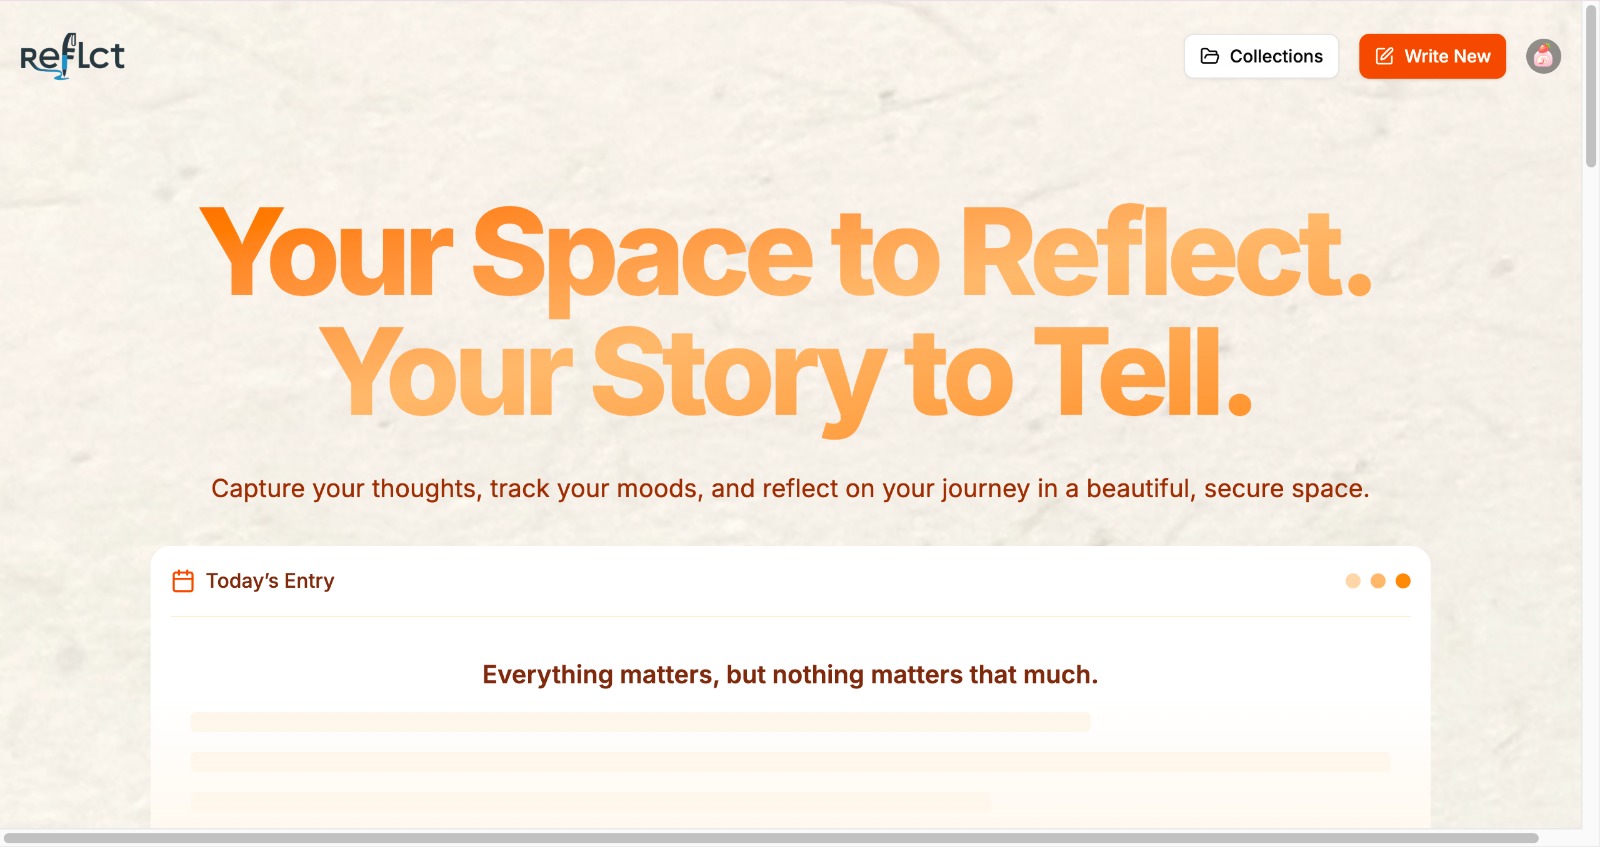 Reflct
Collections
Write New
Your Space to Reflect.
Your Story to Tell.
Capture your thoughts, track your moods, and reflect on your journey in a beautiful, secure space.
Today’s Entry
Everything matters, but nothing matters that much.